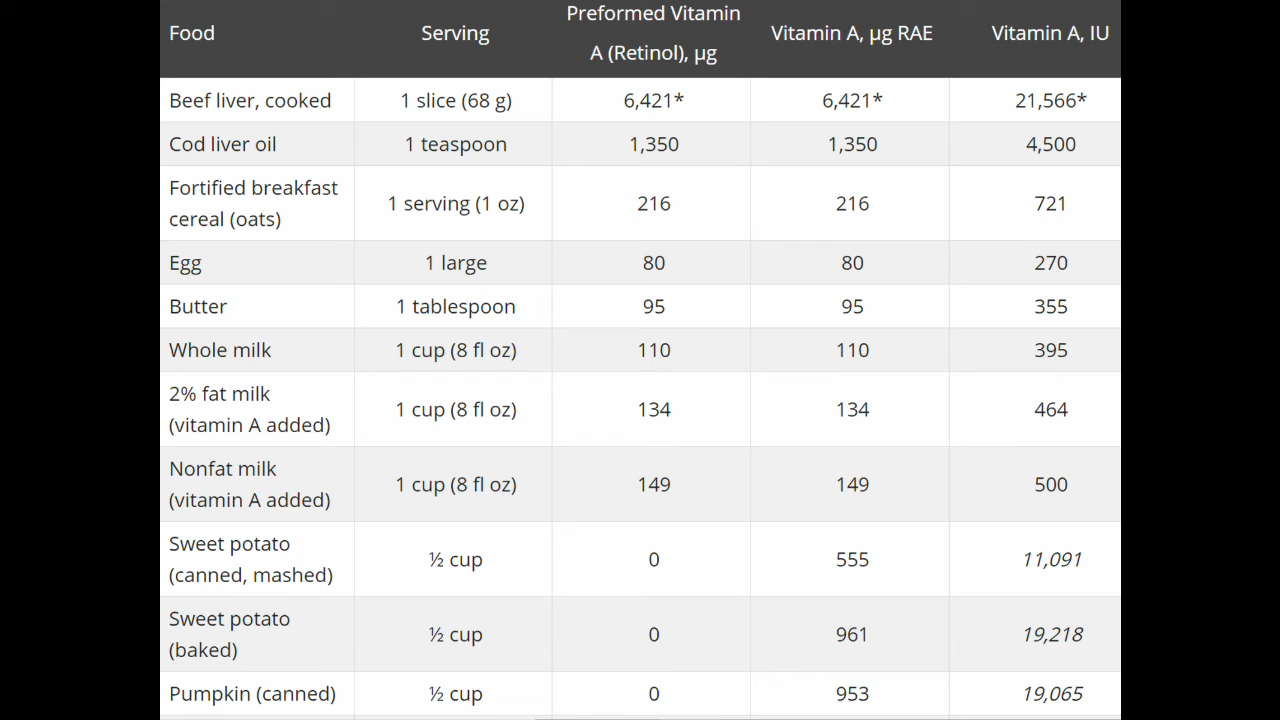 Food Serving Preformed Vitamin A (Retinol), µg Vitamin A, µg RAE Vitamin A, IU
Beef liver, cooked 1 slice (68 g) 6,421* 6,421* 21,566*
Cod liver oil 1 teaspoon 1,350 1,350 4,500
Fortified breakfast cereal (oats) 1 serving (1 oz) 216 216 721
Egg 1 large 80 80 270
Butter 1 tablespoon 95 95 355
Whole milk 1 cup (8 fl oz) 110 110 395
2% fat milk (vitamin A added) 1 cup (8 fl oz) 134 134 464
Nonfat milk (vitamin A added) 1 cup (8 fl oz) 149 149 500
Sweet potato (canned, mashed) ½ cup 0 555 11,091
Sweet potato (baked) ½ cup 0 961 19,218
Pumpkin (canned) ½ cup 0 953 19,065